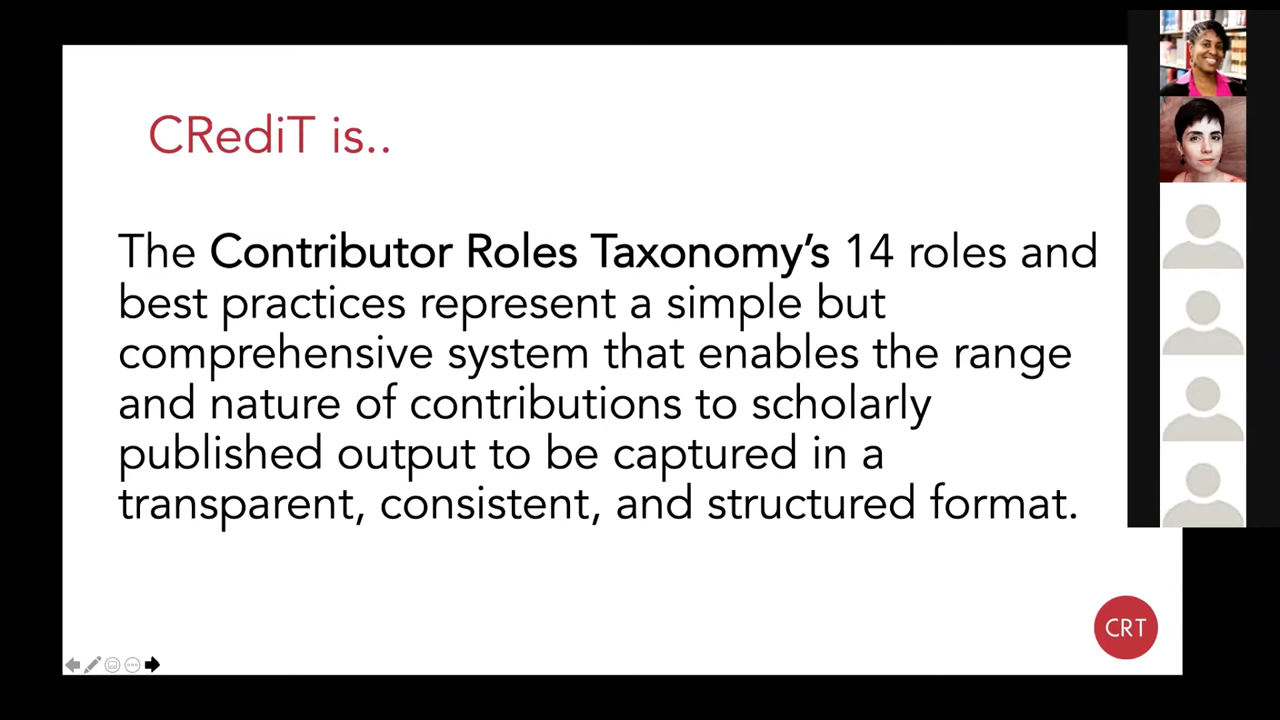 CRediT is..
The Contributor Roles Taxonomy's 14 roles and
best practices represent a simple but
comprehensive system that enables the range
and nature of contributions to scholarly
published output to be captured in a
transparent, consistent, and structured format.
CRT